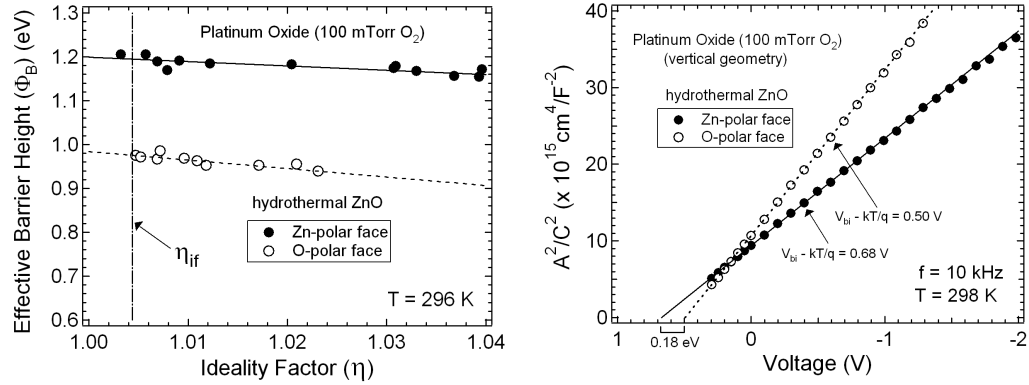 Effective Barrier Height (Φ_B) (eV)
1.3
1.2
1.1
1.0
0.9
0.8
0.7
0.6
Platinum Oxide (100 mTorr O₂)
hydrothermal ZnO
Zn-polar face
O-polar face
η_if
T = 296 K
1.00
1.01
1.02
1.03
1.04
Ideality Factor (η)
A²/C² (x 10¹⁵ cm⁴/F⁻²)
40
30
20
10
0
Platinum Oxide (100 mTorr O₂)
(vertical geometry)
hydrothermal ZnO
Zn-polar face
O-polar face
V_bi - kT/q = 0.50 V
V_bi - kT/q = 0.68 V
f = 10 kHz
T = 298 K
1
0
-1
-2
0.18 eV
Voltage (V)